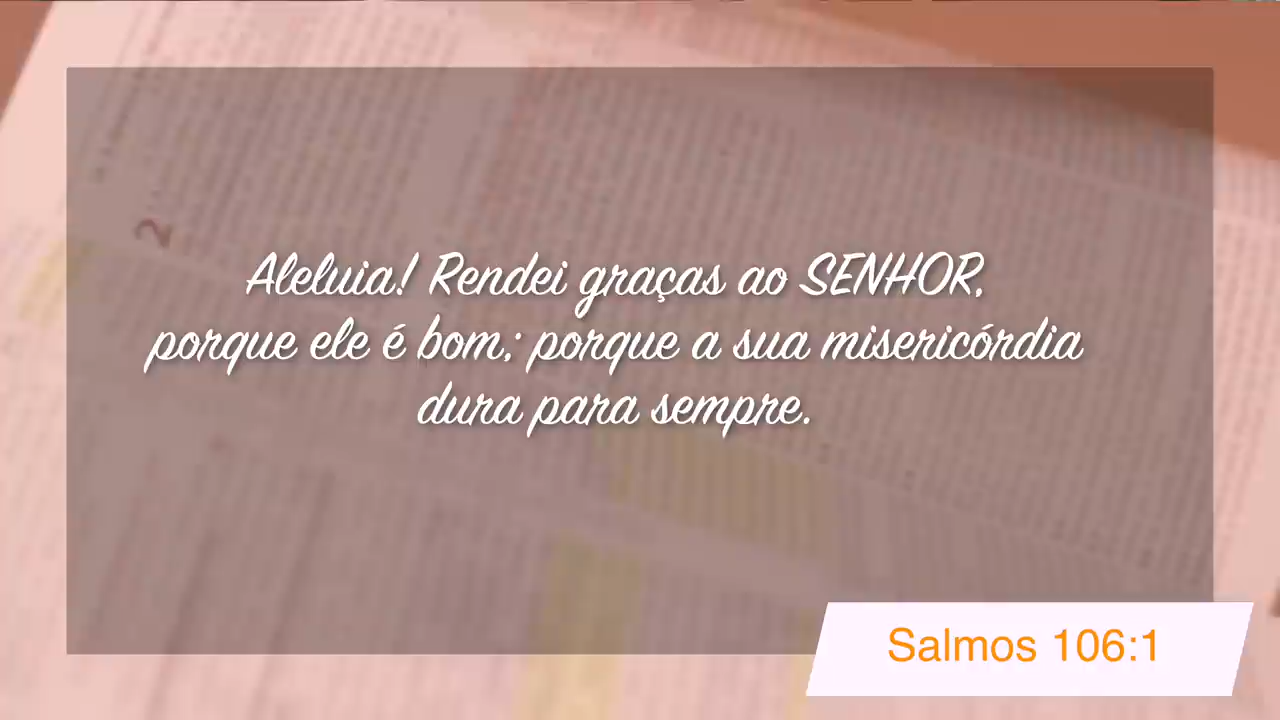 Aleluia! Rendei graças ao SENHOR,
porque ele é bom; porque a sua misericórdia
dura para sempre.
Salmos 106:1